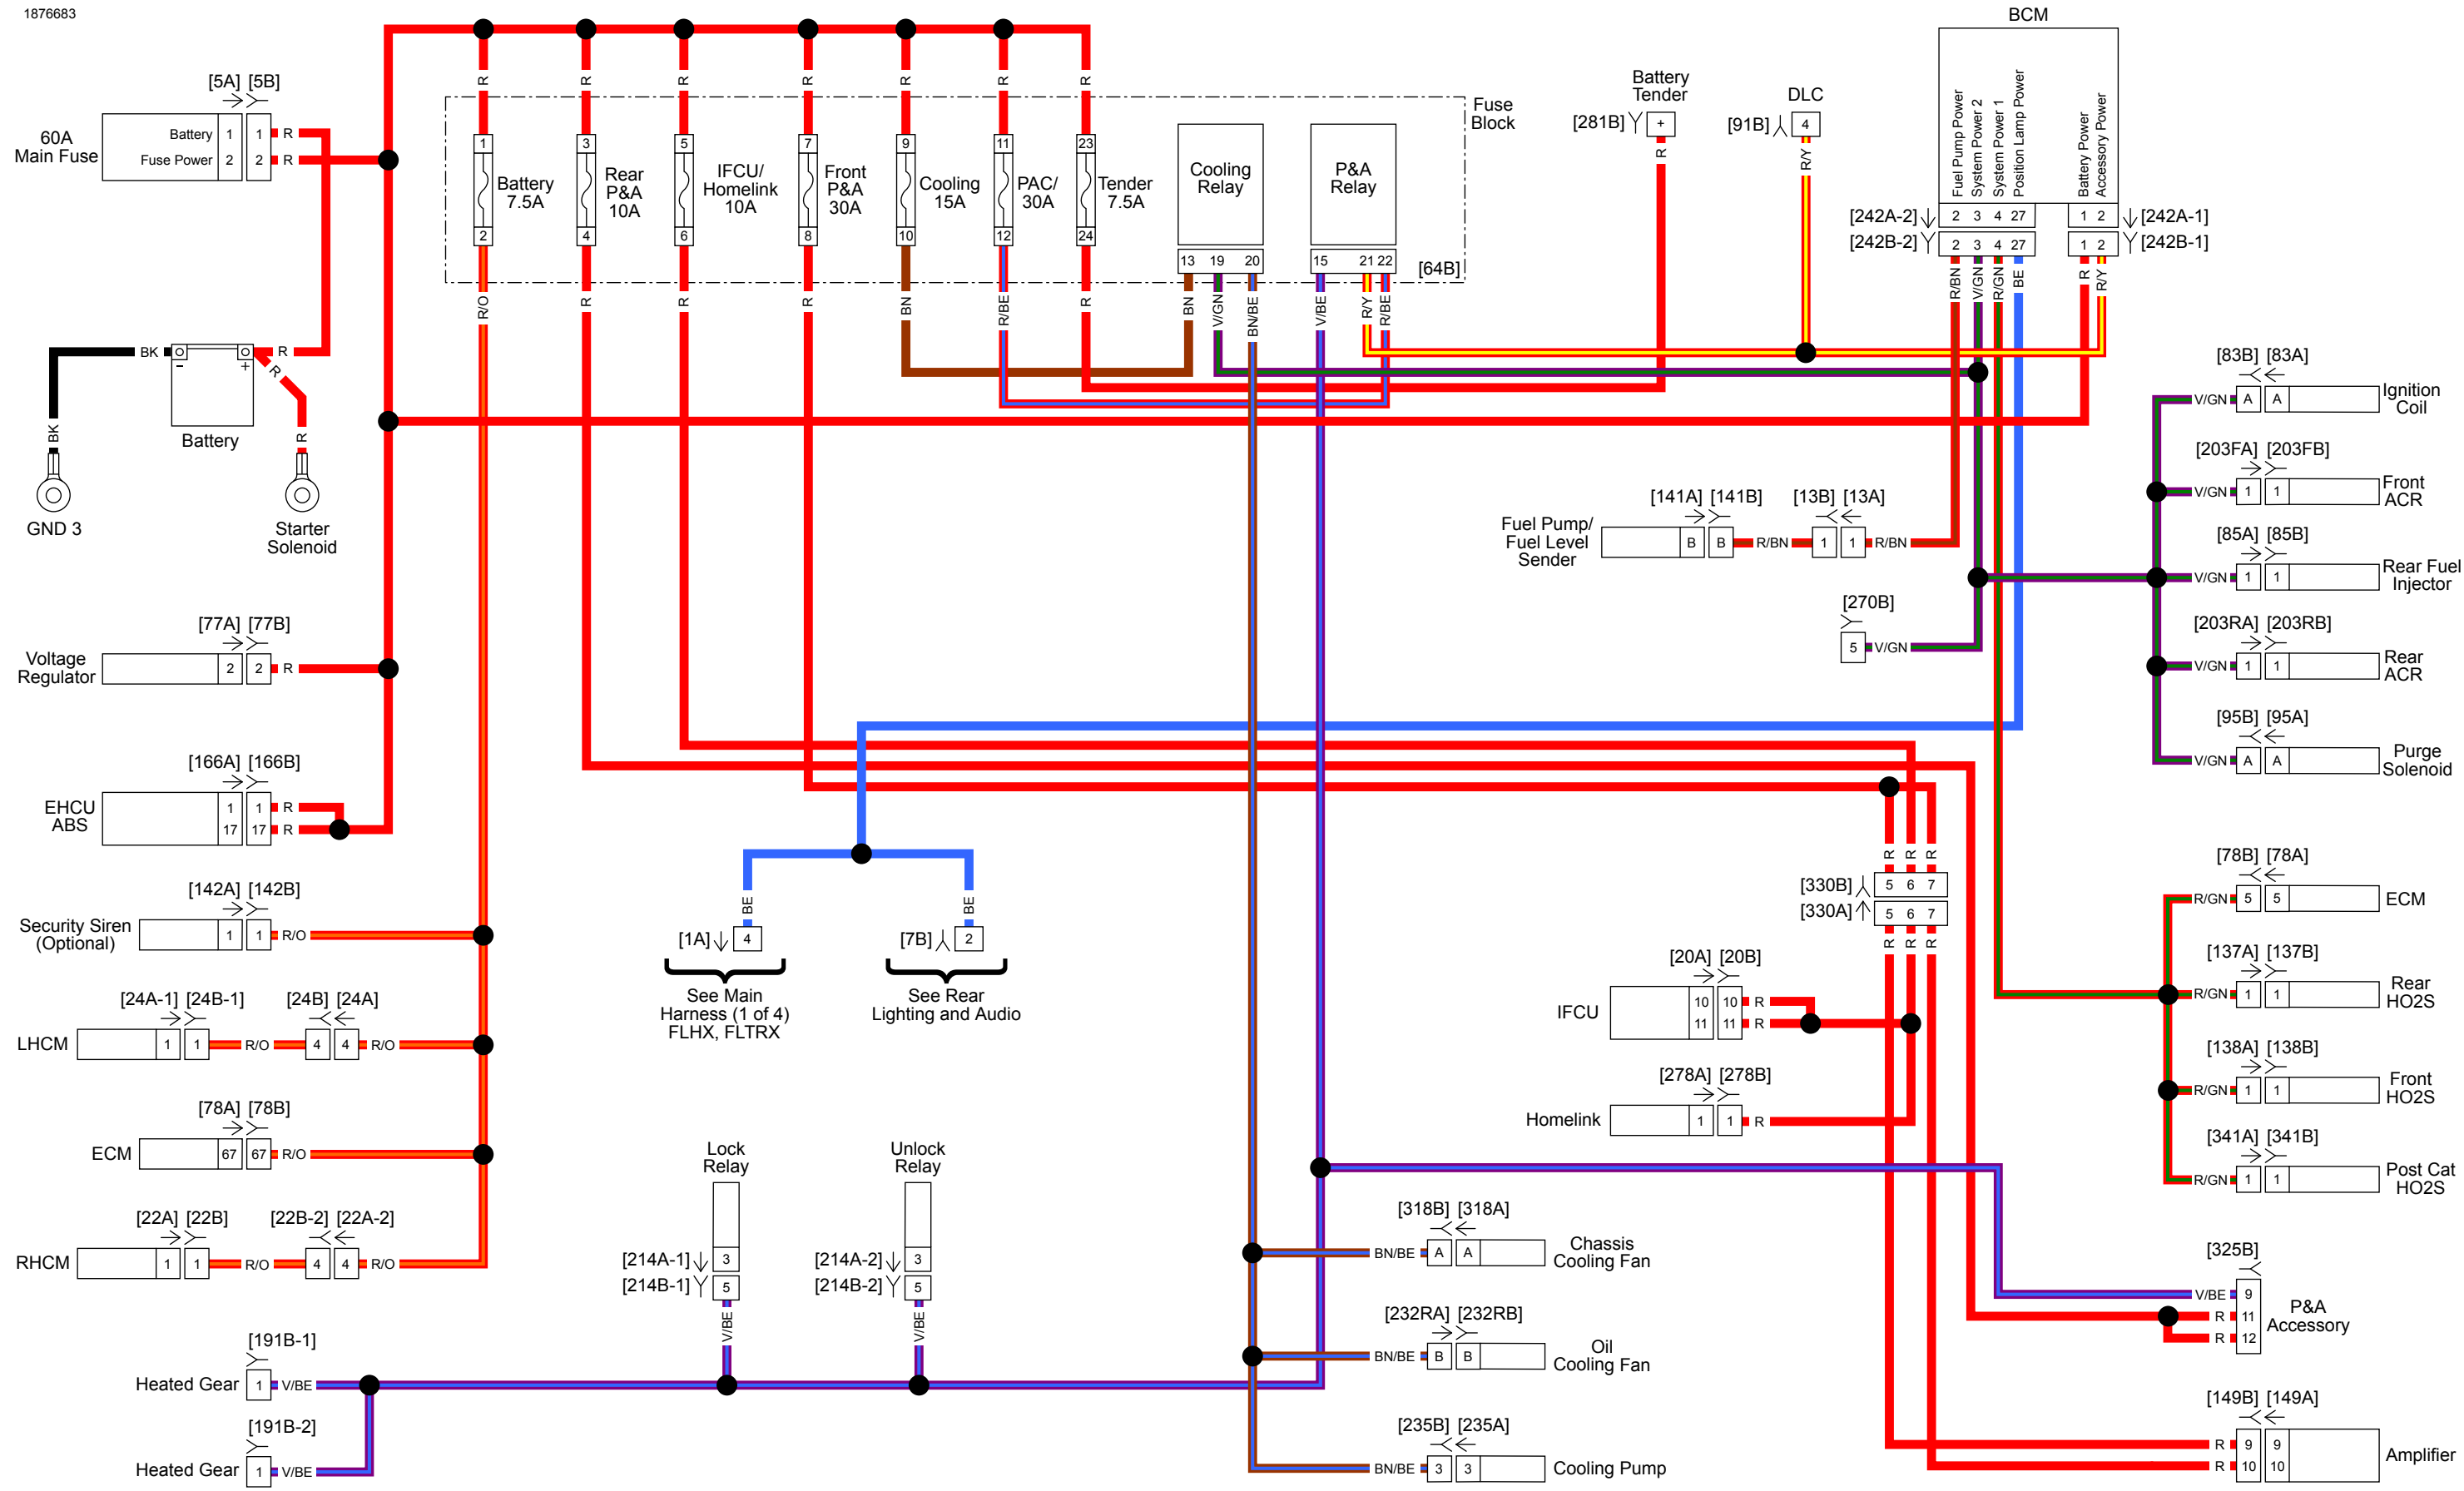 1876683
[5A] [5B]
60A
Main Fuse
Battery 1 1 R
Fuse Power 2 2 R
BK
- +
R
R
Battery
BK
GND 3
R
Starter
Solenoid
[77A] [77B]
Voltage
Regulator
2 2 R
[166A] [166B]
EHCU
ABS
1 1 R
17 17 R
[142A] [142B]
Security Siren
(Optional)
1 1 R/O
[24A-1] [24B-1] [24B] [24A]
LHCM 1 1 R/O 4 4 R/O
[78A] [78B]
ECM 67 67 R/O
[22A] [22B] [22B-2] [22A-2]
RHCM 1 1 R/O 4 4 R/O
[191B-1]
Heated Gear 1 V/BE
[191B-2]
Heated Gear 1 V/BE
R R R R R R R
1 3 5 7 9 11 23
Battery
7.5A
Rear
P&A
10A
IFCU/
Homelink
10A
Front
P&A
30A
Cooling
15A
PAC/
30A
Tender
7.5A
2 4 6 8 10 12 24
R/O R R R BN R/BE R
Cooling
Relay
13 19 20
BN V/GN BN/BE
P&A
Relay
15 21 22
V/BE R/Y R/BE
Fuse
Block
[64B]
Battery
Tender
[281B] +
R
DLC
[91B] 4
R/Y
BCM
Fuel Pump Power
System Power 2
System Power 1
Position Lamp Power
Battery Power
Accessory Power
[242A-2] 2 3 4 27 1 2 [242A-1]
[242B-2] 2 3 4 27 1 2 [242B-1]
R/BN V/GN R/GN BE R R/Y
[141A] [141B] [13B] [13A]
Fuel Pump/
Fuel Level
Sender
B B R/BN 1 1 R/BN
[270B]
5 V/GN
[83B] [83A]
V/GN A A Ignition
Coil
[203FA] [203FB]
V/GN 1 1 Front
ACR
[85A] [85B]
V/GN 1 1 Rear Fuel
Injector
[203RA] [203RB]
V/GN 1 1 Rear
ACR
[95B] [95A]
V/GN A A Purge
Solenoid
BE BE
[1A] 4
[7B] 2
See Main
Harness (1 of 4)
FLHX, FLTRX
See Rear
Lighting and Audio
Lock
Relay
3
[214A-1]
[214B-1] 5
V/BE
Unlock
Relay
3
[214A-2]
[214B-2] 5
V/BE
R R R
[330B] 5 6 7
[330A] 5 6 7
R R R
[20A] [20B]
IFCU
10 10 R
11 11 R
[278A] [278B]
Homelink 1 1 R
[318B] [318A]
BN/BE A A Chassis
Cooling Fan
[232RA] [232RB]
BN/BE B B Oil
Cooling Fan
[235B] [235A]
BN/BE 3 3 Cooling Pump
[78B] [78A]
R/GN 5 5 ECM
[137A] [137B]
R/GN 1 1 Rear
HO2S
[138A] [138B]
R/GN 1 1 Front
HO2S
[341A] [341B]
R/GN 1 1 Post Cat
HO2S
[325B]
V/BE 9
R 11
R 12
P&A
Accessory
[149B] [149A]
R 9 9
R 10 10
Amplifier